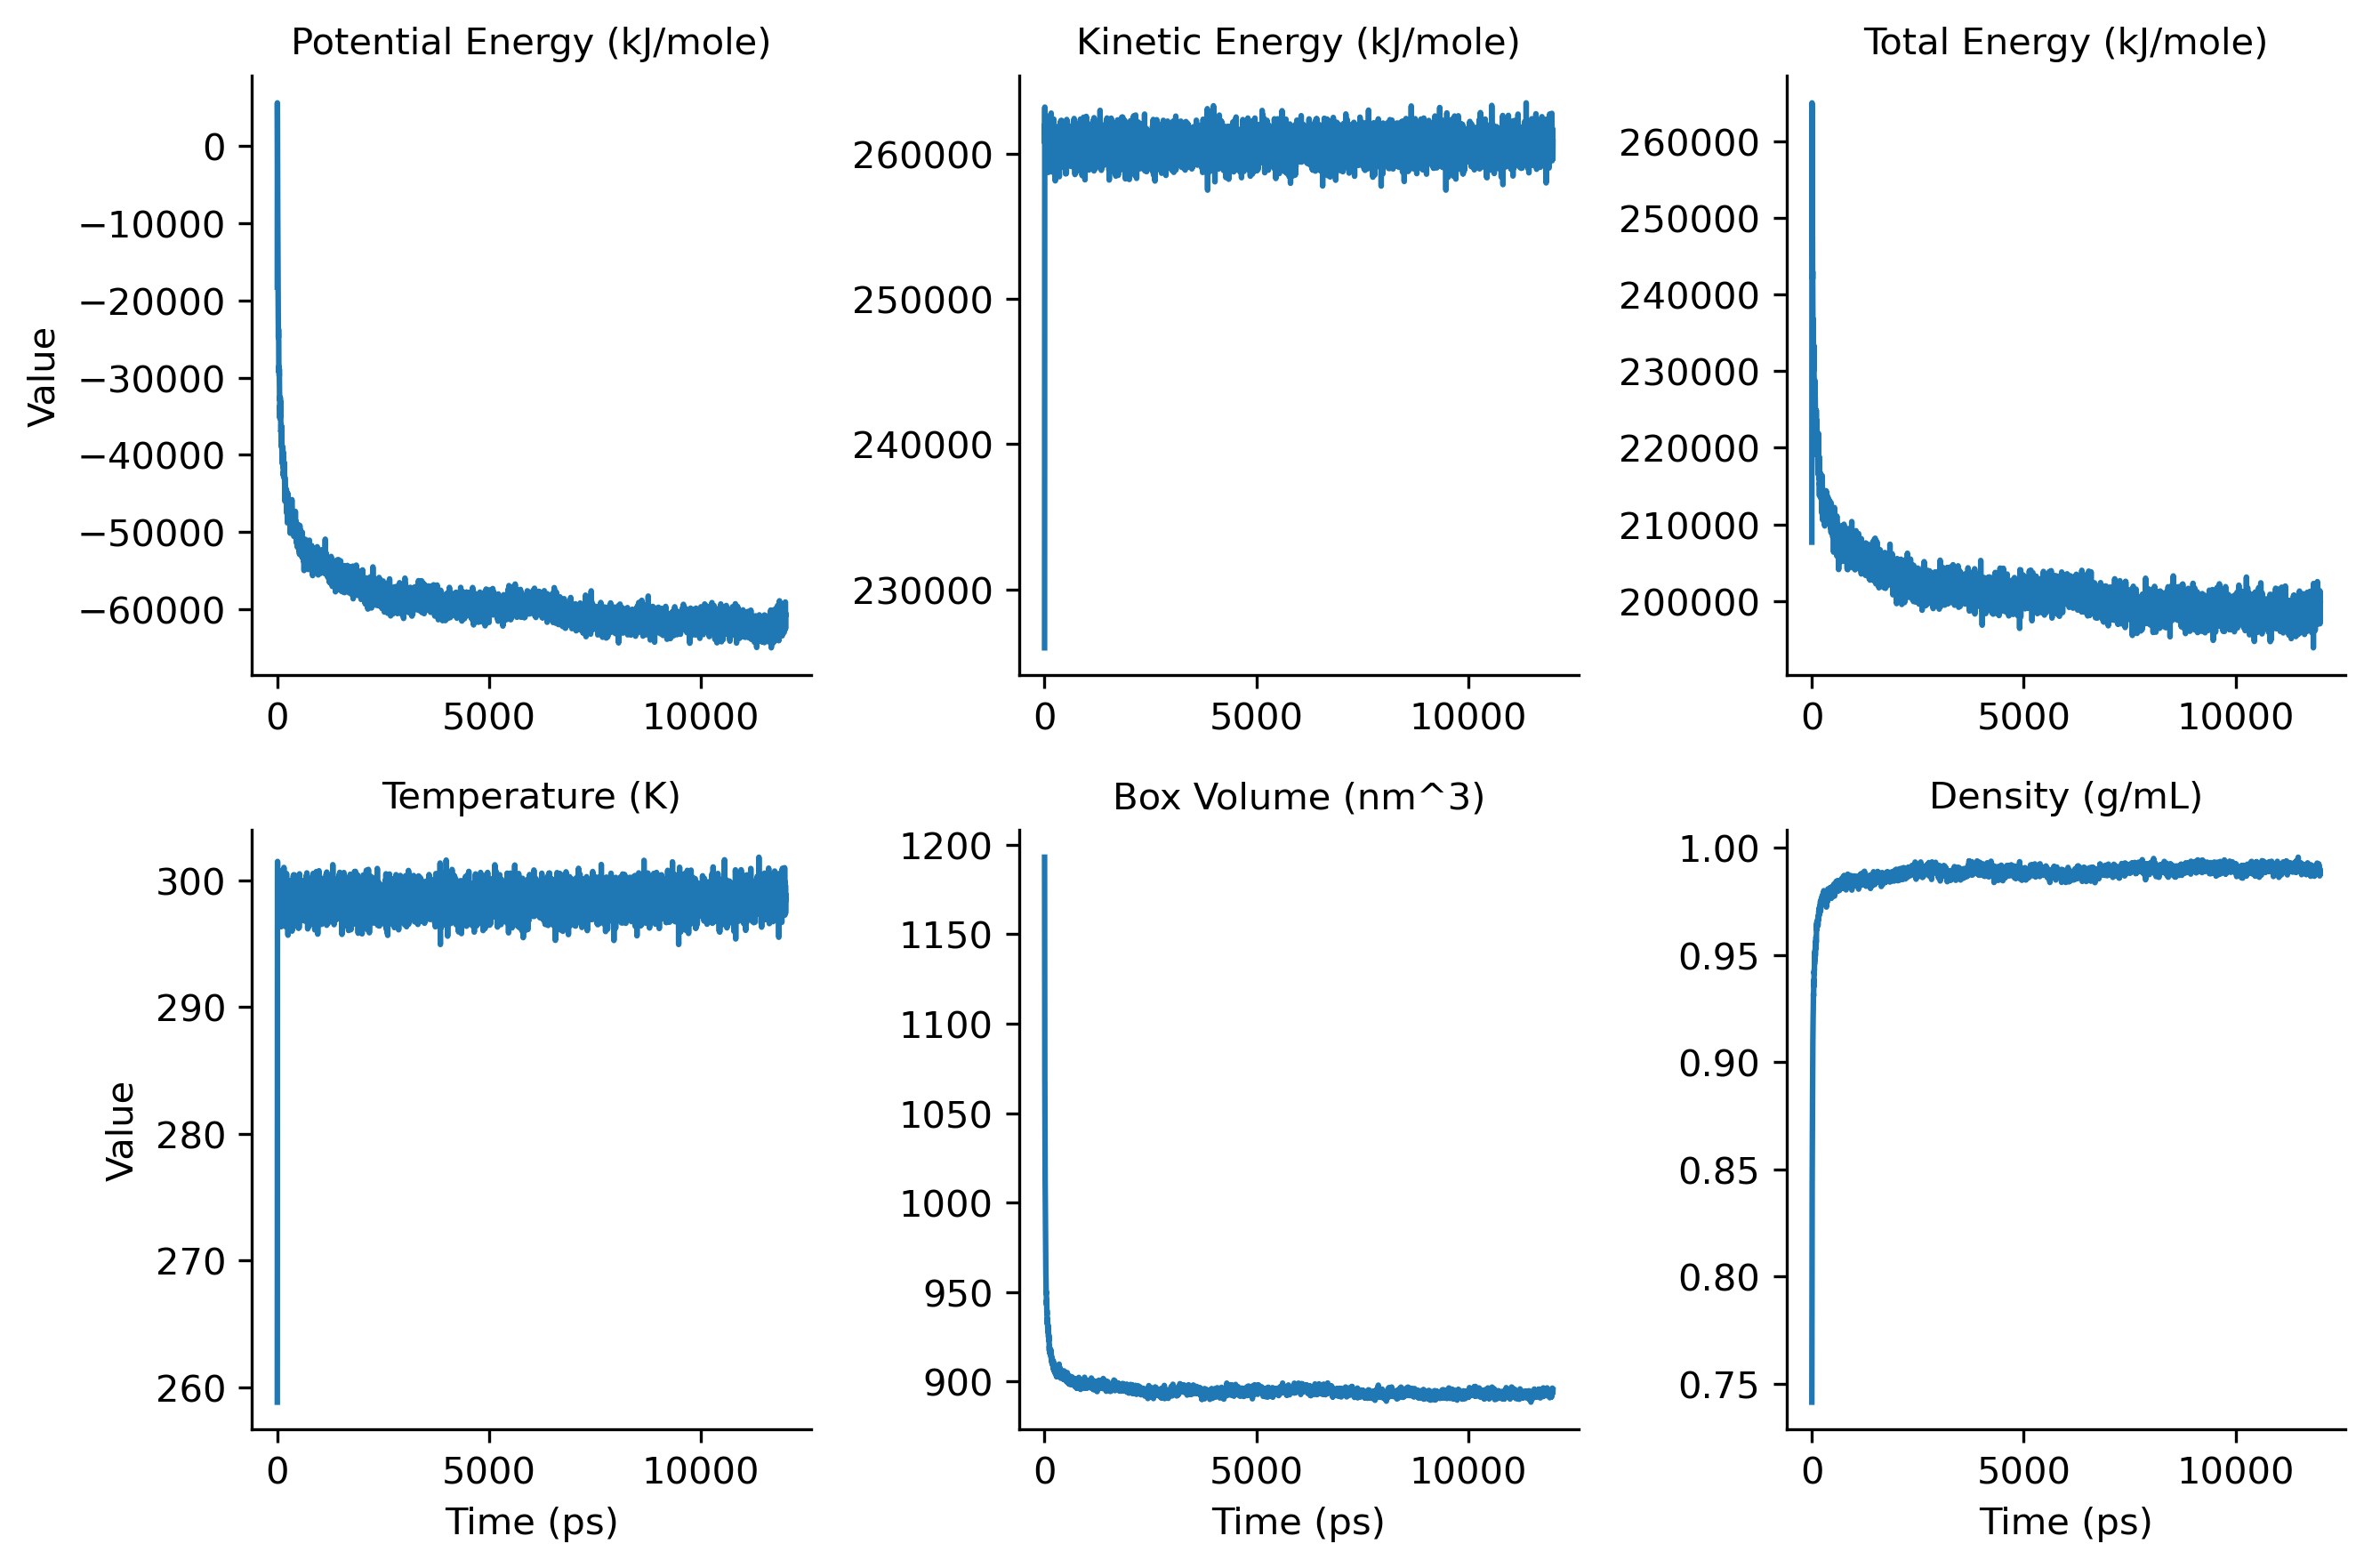 Potential Energy (kJ/mole)
0
−10000
−20000
−30000
−40000
−50000
−60000
Value
0 5000 10000
Kinetic Energy (kJ/mole)
260000
250000
240000
230000
0 5000 10000
Total Energy (kJ/mole)
260000
250000
240000
230000
220000
210000
200000
0 5000 10000
Temperature (K)
300
290
280
270
260
Value
0 5000 10000
Time (ps)
Box Volume (nm^3)
1200
1150
1100
1050
1000
950
900
0 5000 10000
Time (ps)
Density (g/mL)
1.00
0.95
0.90
0.85
0.80
0.75
0 5000 10000
Time (ps)